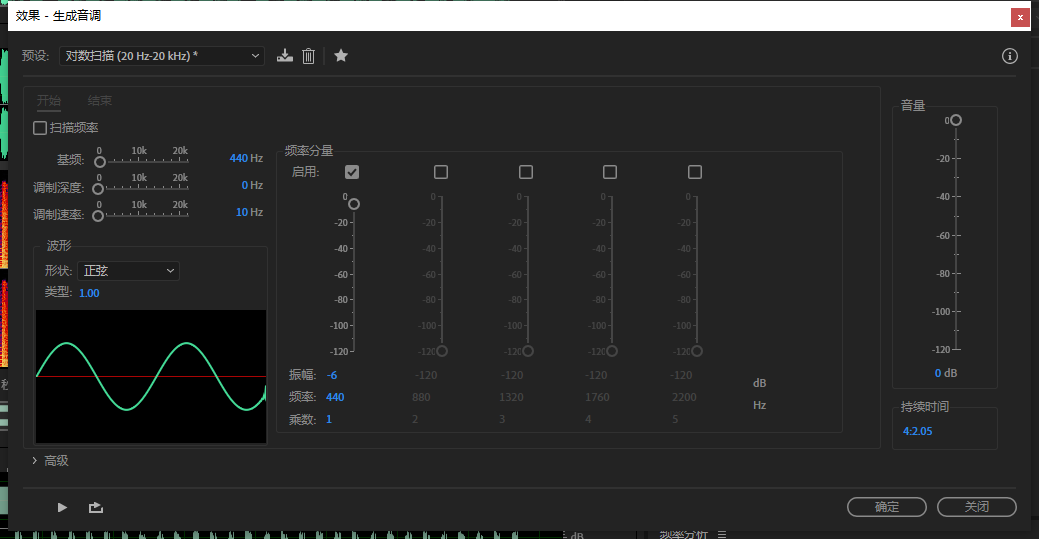 效果 - 生成音调
x
预设: 对数扫描 (20 Hz-20 kHz) *
开始 结束
扫描频率
0 10k 20k
基频: 440 Hz
0 10k 20k
调制深度: 0 Hz
0 10k 20k
调制速率: 10 Hz
波形
形状: 正弦
类型: 1.00
频率分量
启用:
0 0 0 0 0
-20 -20 -20 -20 -20
-40 -40 -40 -40 -40
-60 -60 -60 -60 -60
-80 -80 -80 -80 -80
-100 -100 -100 -100 -100
-120 -120 -120 -120 -120
振幅: -6 -120 -120 -120 -120 dB
频率: 440 880 1320 1760 2200 Hz
乘数: 1 2 3 4 5
音量
0
-20
-40
-60
-80
-100
-120
0 dB
持续时间
4:2.05
高级
确定 关闭
dB
频率分析